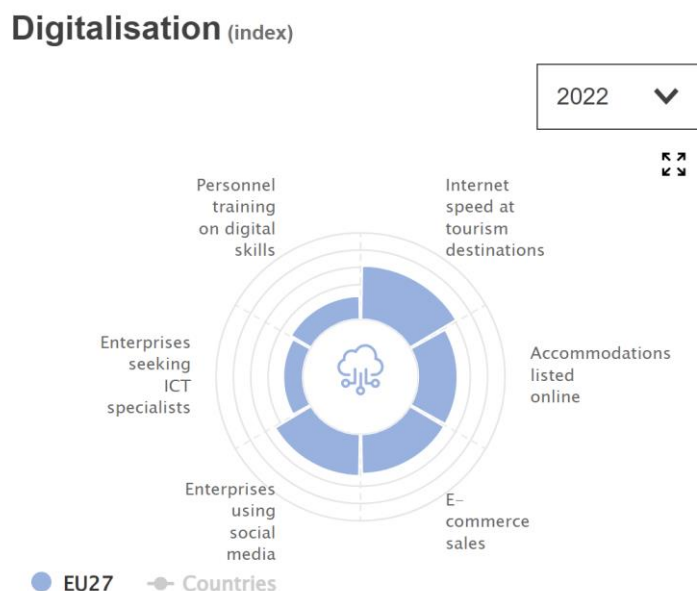 Digitalisation (index)
2022
Personnel
training
on digital
skills
Internet
speed at
tourism
destinations
Enterprises
seeking
ICT
specialists
Accommodations
listed
online
Enterprises
using
social
media
E-
commerce
sales
EU27 Countries